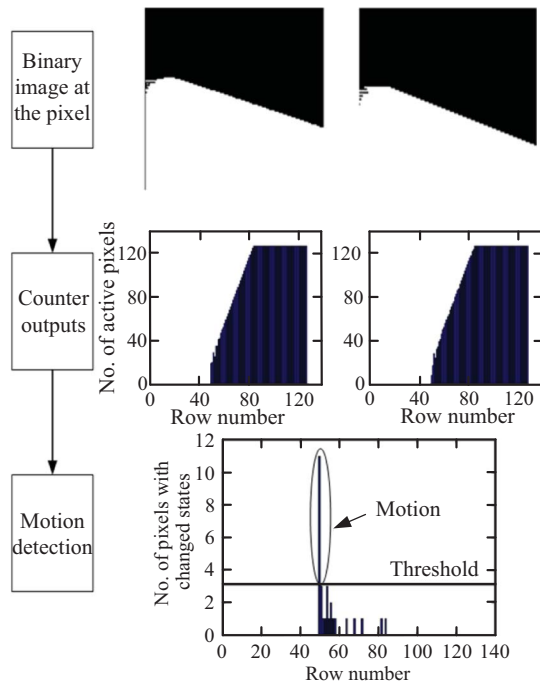 Binary
image at
the pixel
Counter
outputs
Motion
detection
No. of active pixels
120
80
40
0
0 40 80 120
Row number
120
80
40
0
0 40 80 120
Row number
No. of pixels with
changed states
12
10
8
6
4
2
0
Motion
Threshold
0 20 40 60 80 100 120 140
Row number